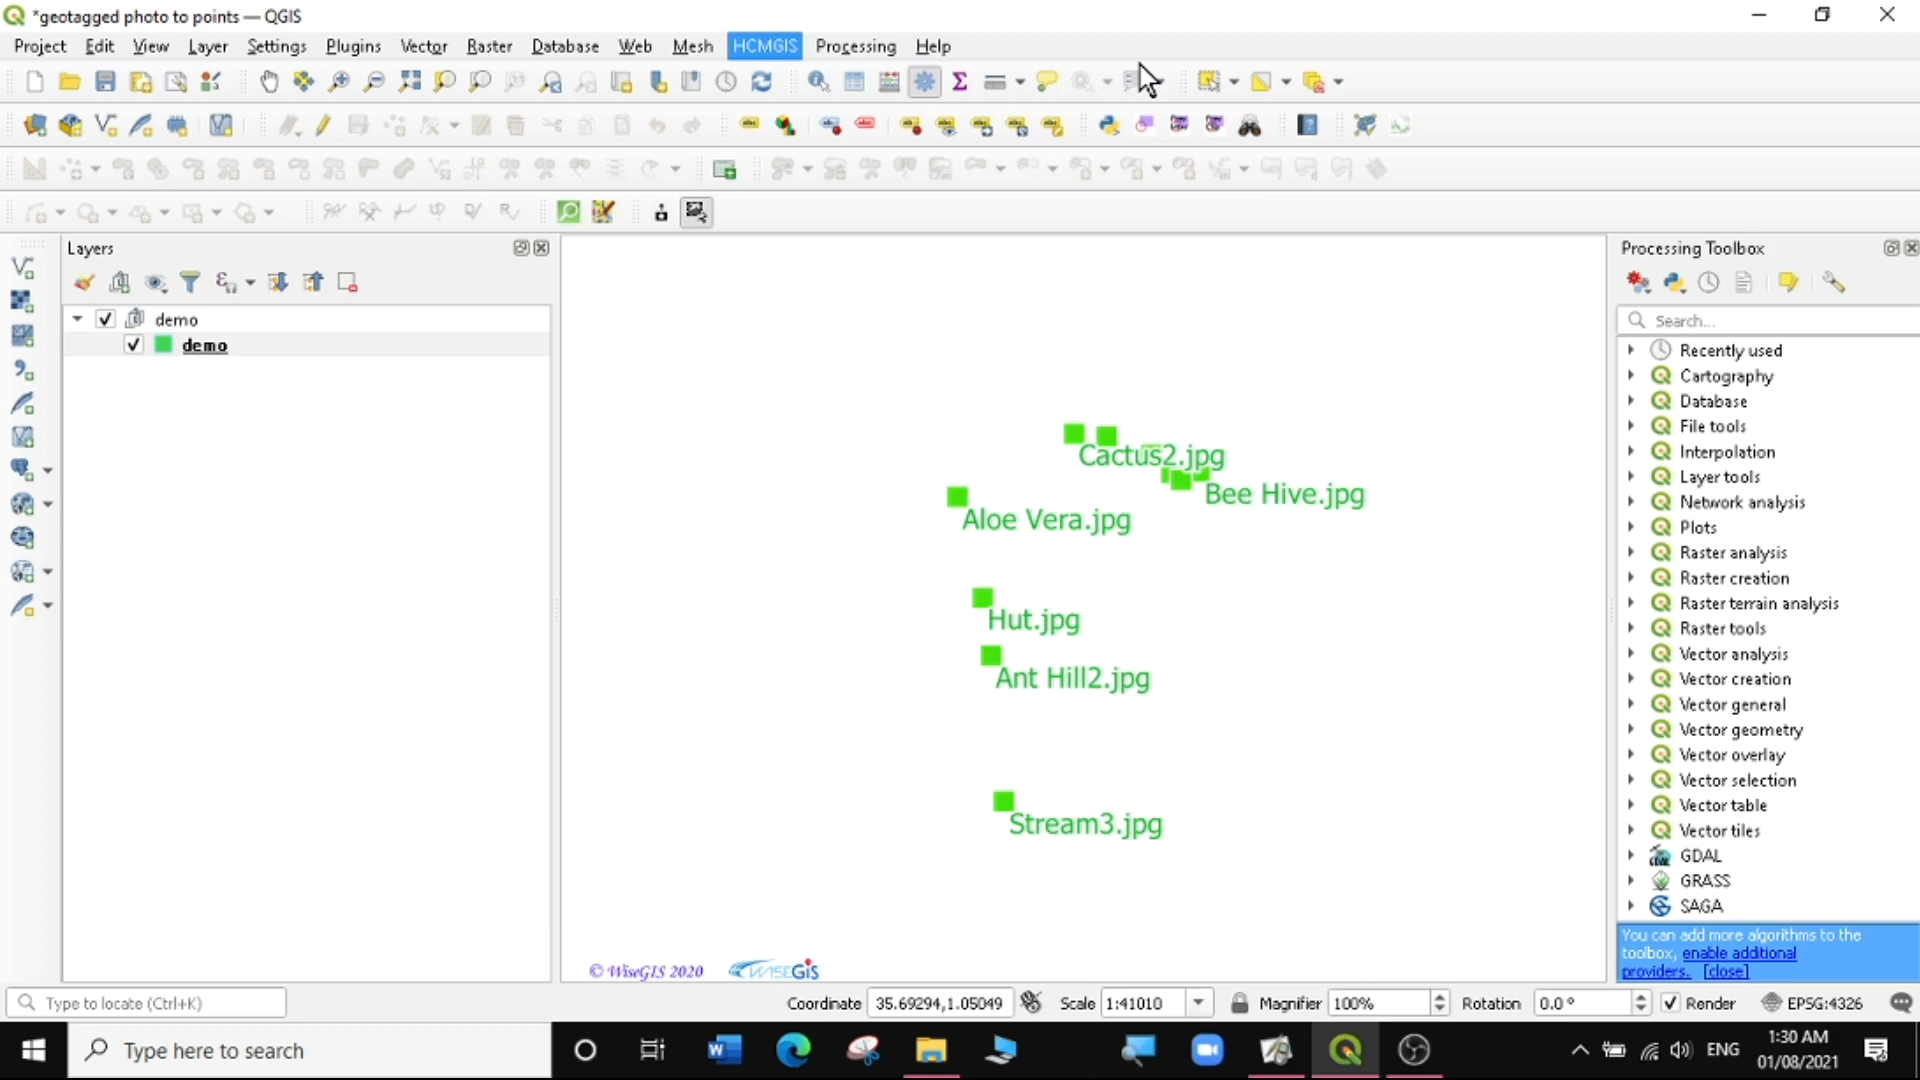 *geotagged photo to points — QGIS
Project Edit View Layer Settings Plugins Vector Raster Database Web Mesh HCMGIS Processing Help
Layers
demo
demo
Cactus2.jpg
Bee Hive.jpg
Aloe Vera.jpg
Hut.jpg
Ant Hill2.jpg
Stream3.jpg
© WiseGIS 2020 WISEGIS
Processing Toolbox
Search...
Recently used
Cartography
Database
File tools
Interpolation
Layer tools
Network analysis
Plots
Raster analysis
Raster creation
Raster terrain analysis
Raster tools
Vector analysis
Vector creation
Vector general
Vector geometry
Vector overlay
Vector selection
Vector table
Vector tiles
GDAL
GRASS
SAGA
You can add more algorithms to the
toolbox, enable additional
providers. [close]
Type to locate (Ctrl+K) Coordinate 35.69294,1.05049 Scale 1:41010 Magnifier 100% Rotation 0.0 ° Render EPSG:4326
Type here to search
ENG
1:30 AM
01/08/2021